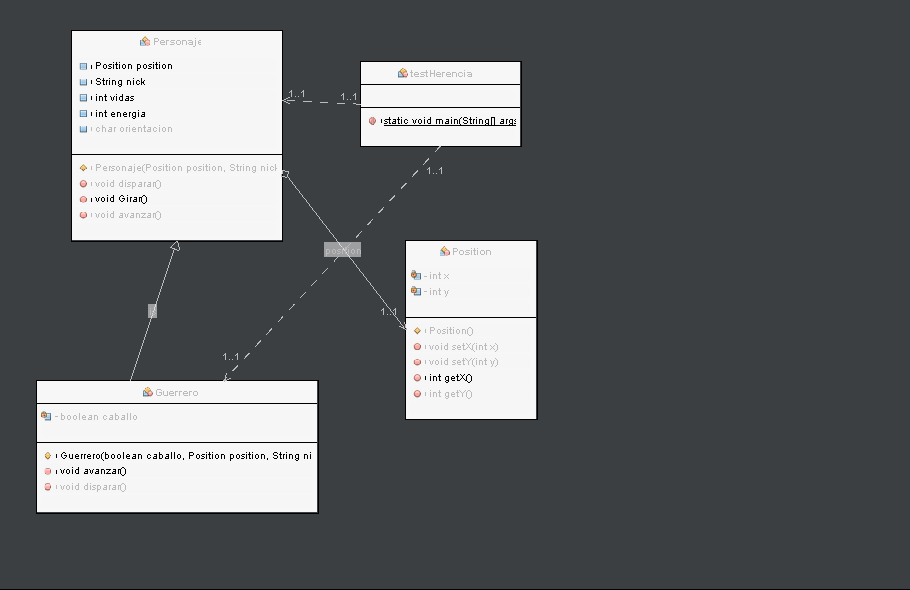 Personaje
Position position
String nick
int vidas
int energia
char orientacion
Personaje(Position position, String nick
void disparar()
void Girar()
void avanzar()
testHerencia
static void main(String[] args
1..1
1..1
1..1
position
1..1
1..1
Position
- int x
- int y
Position()
void setX(int x)
void setY(int y)
int getX()
int getY()
Guerrero
- boolean caballo
Guerrero(boolean caballo, Position position, String ni
void avanzar()
void disparar()